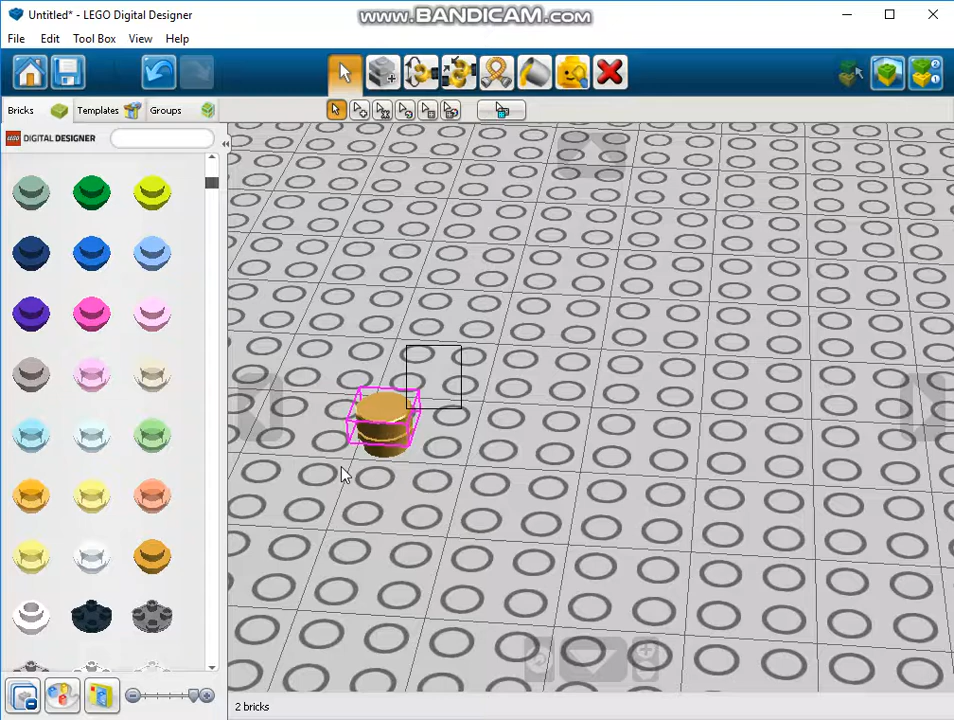 Untitled* - LEGO Digital Designer
www.BANDICAM.com
File Edit Tool Box View Help
Bricks Templates Groups
LEGO DIGITAL DESIGNER
2 bricks